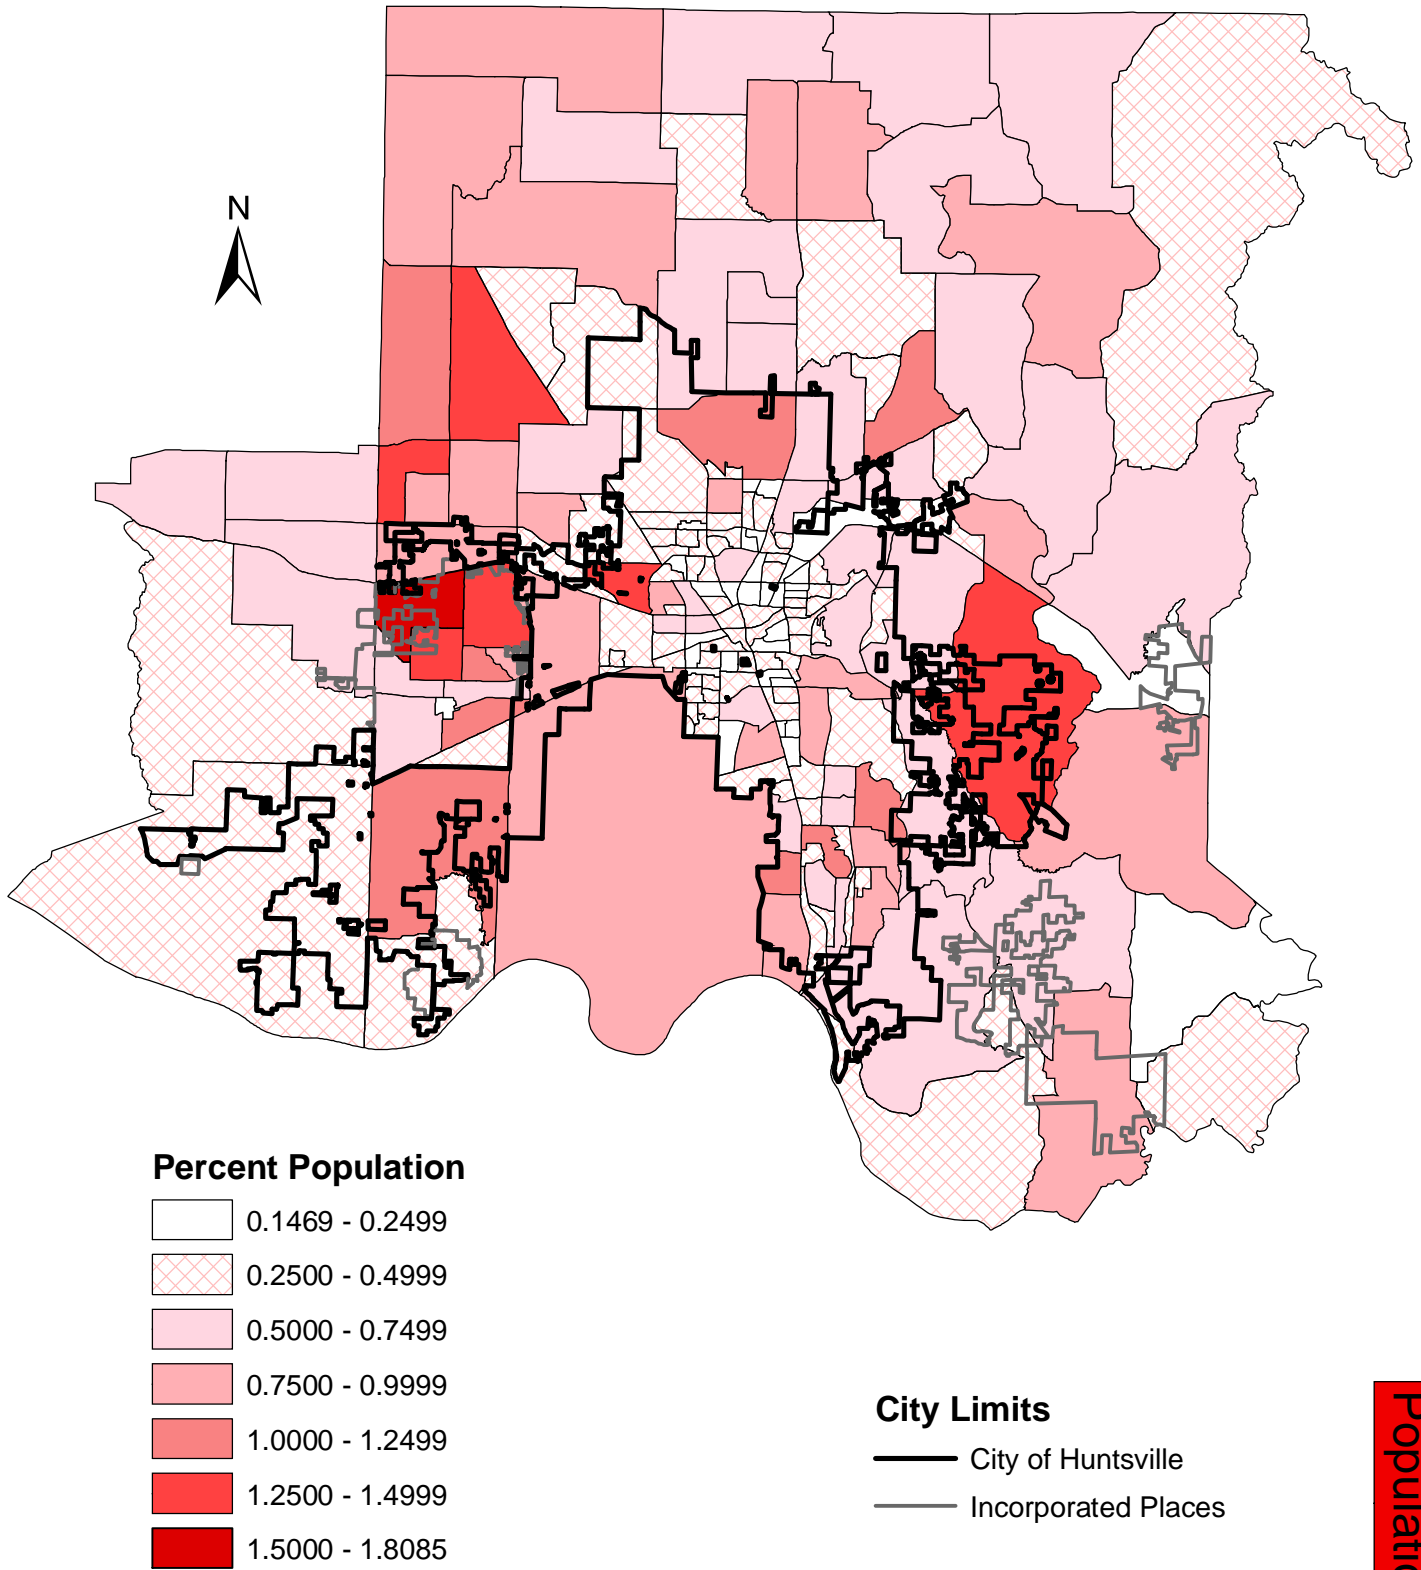 N
Percent Population
0.1469 - 0.2499
0.2500 - 0.4999
0.5000 - 0.7499
0.7500 - 0.9999
1.0000 - 1.2499
1.2500 - 1.4999
1.5000 - 1.8085
City Limits
City of Huntsville
Incorporated Places